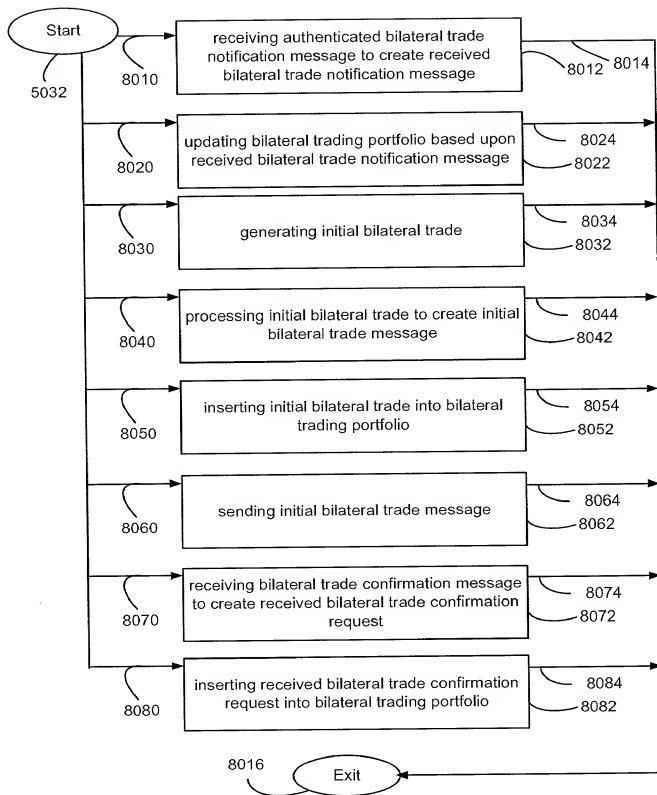 Start
5032
8010
receiving authenticated bilateral trade
notification message to create received
bilateral trade notification message
8012
8014
8020
updating bilateral trading portfolio based upon
received bilateral trade notification message
8024
8022
8030
generating initial bilateral trade
8034
8032
8040
processing initial bilateral trade to create initial
bilateral trade message
8044
8042
8050
inserting initial bilateral trade into bilateral
trading portfolio
8054
8052
8060
sending initial bilateral trade message
8064
8062
8070
receiving bilateral trade confirmation message
to create received bilateral trade confirmation
request
8074
8072
8080
inserting received bilateral trade confirmation
request into bilateral trading portfolio
8084
8082
8016
Exit